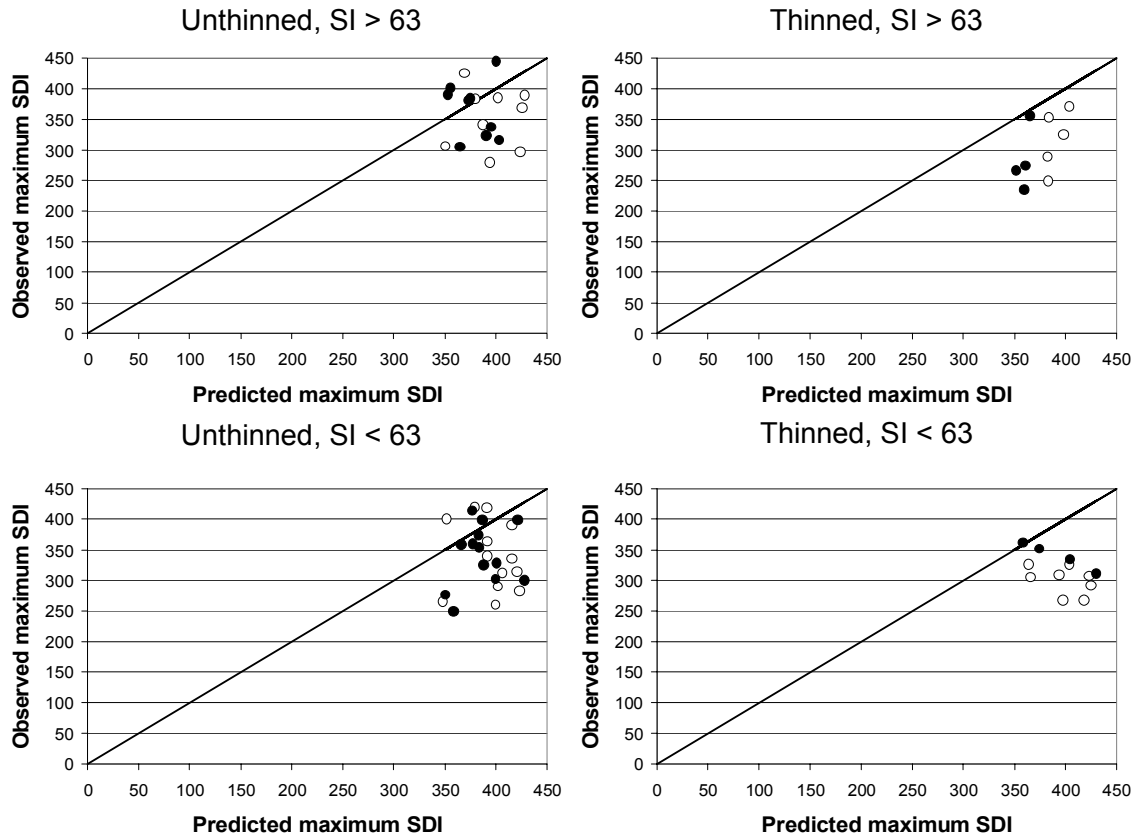 Unthinned, SI > 63
Observed maximum SDI
450
400
350
300
250
200
150
100
50
0
0 50 100 150 200 250 300 350 400 450
Predicted maximum SDI
Thinned, SI > 63
Observed maximum SDI
450
400
350
300
250
200
150
100
50
0
0 50 100 150 200 250 300 350 400 450
Predicted maximum SDI
Unthinned, SI < 63
Observed maximum SDI
450
400
350
300
250
200
150
100
50
0
0 50 100 150 200 250 300 350 400 450
Predicted maximum SDI
Thinned, SI < 63
Observed maximum SDI
450
400
350
300
250
200
150
100
50
0
0 50 100 150 200 250 300 350 400 450
Predicted maximum SDI